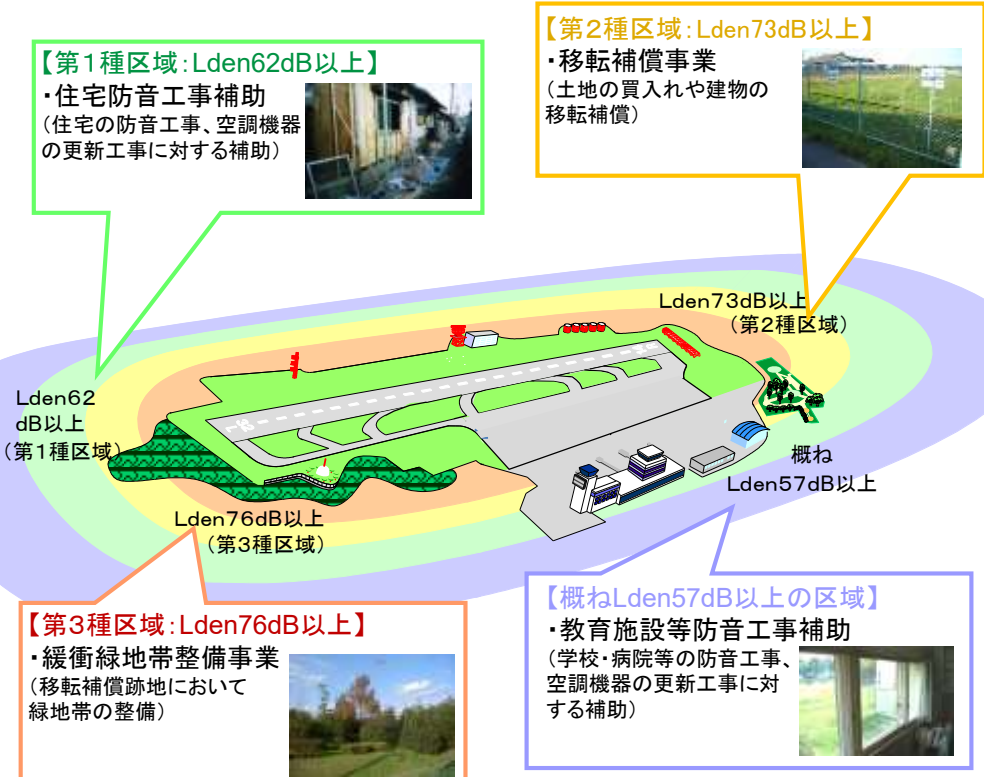 【第1種区域:Lden62dB以上】
・住宅防音工事補助
(住宅の防音工事、空調機器
の更新工事に対する補助)
【第2種区域:Lden73dB以上】
・移転補償事業
(土地の買入れや建物の
移転補償)
Lden73dB以上
(第2種区域)
Lden62
dB以上
(第1種区域)
概ね
Lden57dB以上
Lden76dB以上
(第3種区域)
【第3種区域:Lden76dB以上】
・緩衝緑地帯整備事業
(移転補償跡地において
緑地帯の整備)
【概ねLden57dB以上の区域】
・教育施設等防音工事補助
(学校・病院等の防音工事、
空調機器の更新工事に対
する補助)